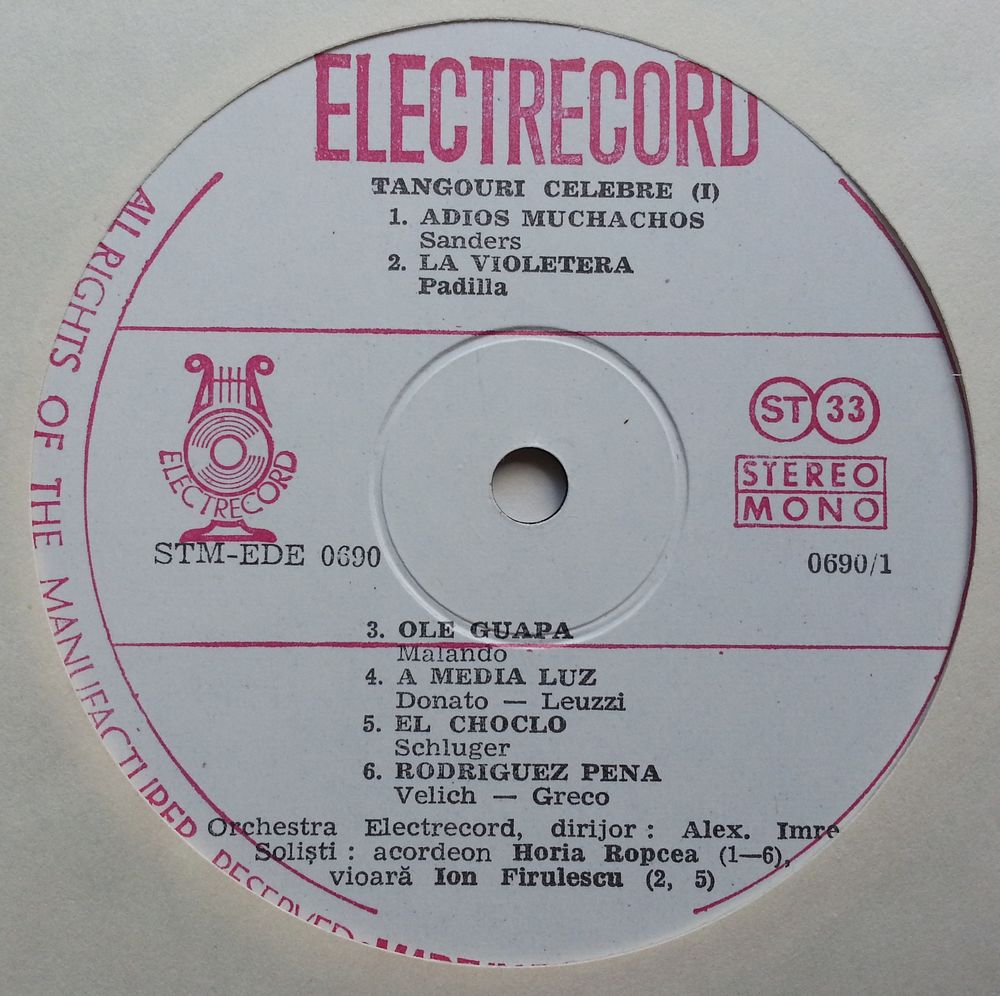 ELECTRECORD
TANGOURI CELEBRE (I)
1. ADIOS MUCHACHOS
Sanders
2. LA VIOLETERA
Padilla
ELECTRECORD
ST 33
STEREO
MONO
STM-EDE 0690
0690/1
3. OLE GUAPA
Malando
4. A MEDIA LUZ
Donato — Leuzzi
5. EL CHOCLO
Schluger
6. RODRIGUEZ PENA
Velich — Greco
Orchestra Electrecord, dirijor : Alex. Imre
Soliști : acordeon Horia Ropcea (1—6),
vioară Ion Firulescu (2, 5)
ALL RIGHTS OF THE MANUFACTURED RESERVED •